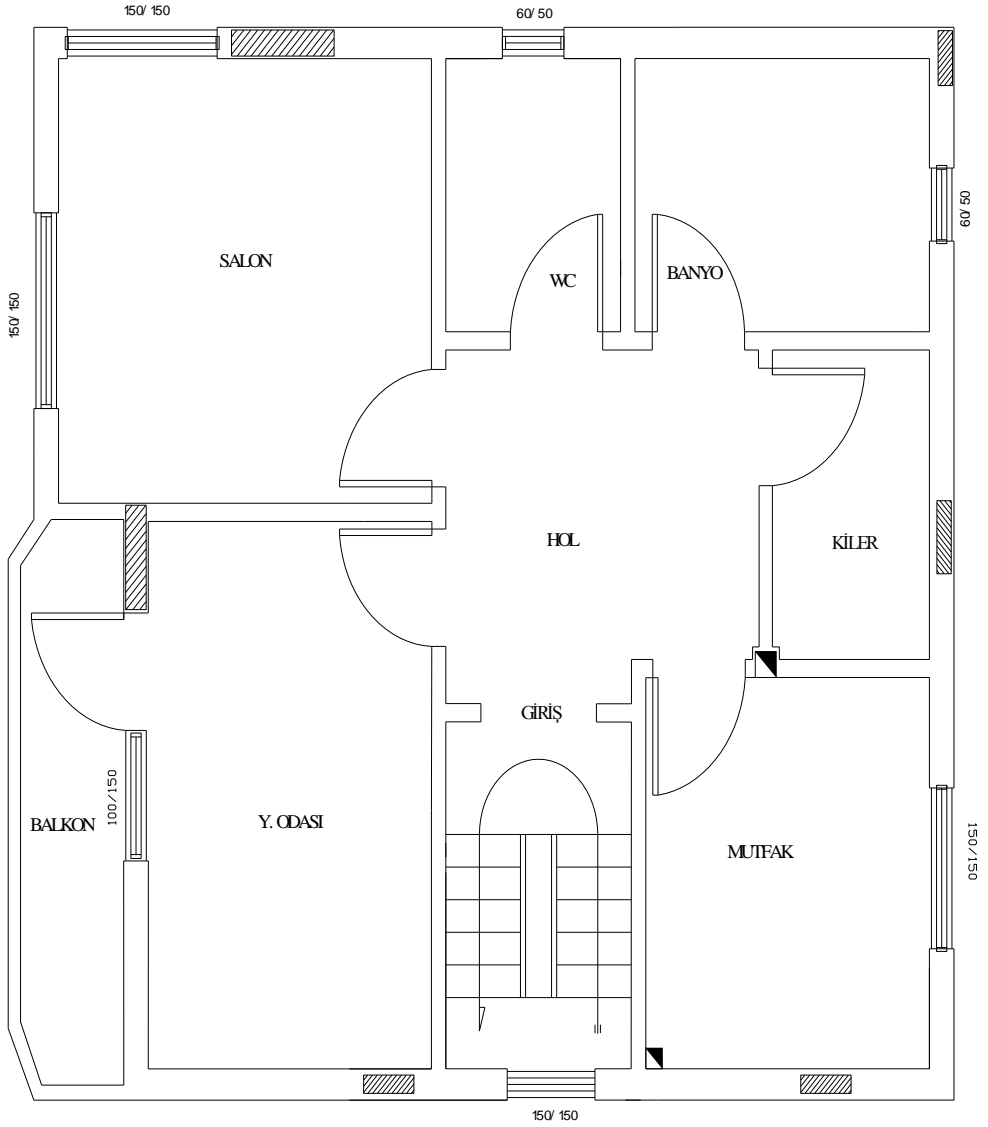 150/ 150
60/ 50
60/ 50
150/ 150
SALON
WC
BANYO
HOL
KİLER
GİRİŞ
BALKON
100/150
Y. ODASI
MUTFAK
150/150
150/ 150